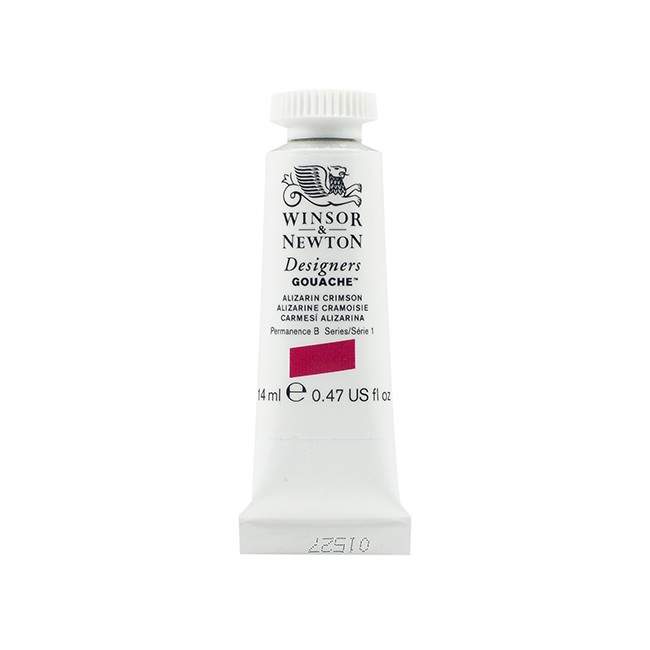 WINSOR
&
NEWTON
Designers
GOUACHE™
ALIZARIN CRIMSON
ALIZARINE CRAMOISIE
CARMESÍ ALIZARINA
Permanence B Series/Série 1
14 ml ℮ 0.47 US fl oz
01527